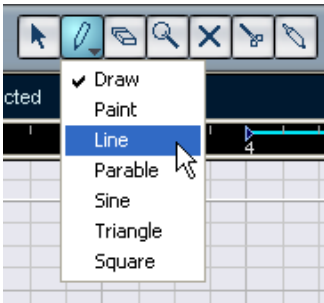 Draw
cted
Paint
Line
4
Parable
Sine
Triangle
Square